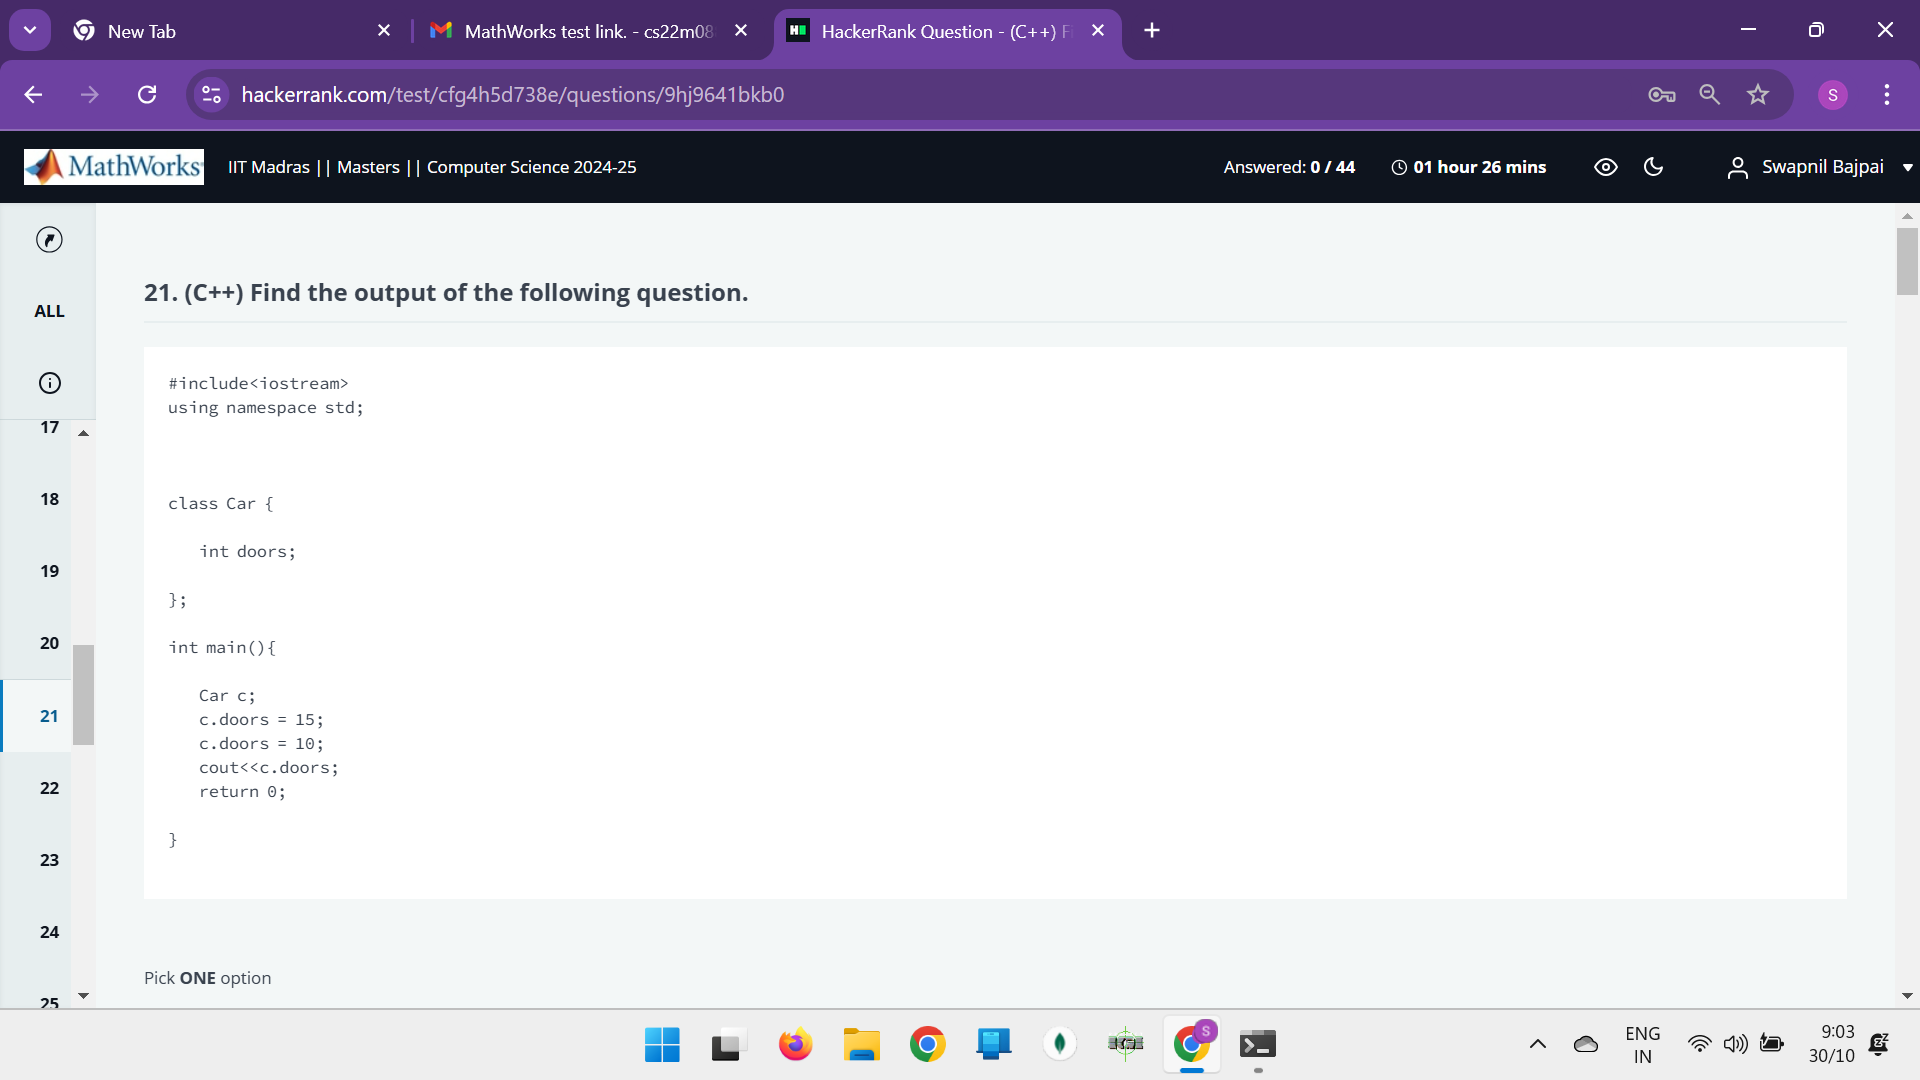 New Tab
MathWorks test link. - cs22m08
HackerRank Question - (C++) Fi
hackerrank.com/test/cfg4h5d738e/questions/9hj9641bkb0
S
MathWorks
IIT Madras || Masters || Computer Science 2024-25
Answered: 0 / 44
01 hour 26 mins
Swapnil Bajpai
ALL
17
18
19
20
21
22
23
24
25
21. (C++) Find the output of the following question.
#include<iostream>
using namespace std;
class Car {
int doors;
};
int main(){
Car c;
c.doors = 15;
c.doors = 10;
cout<<c.doors;
return 0;
}
Pick ONE option
S
ENG
IN
9:03
30/10